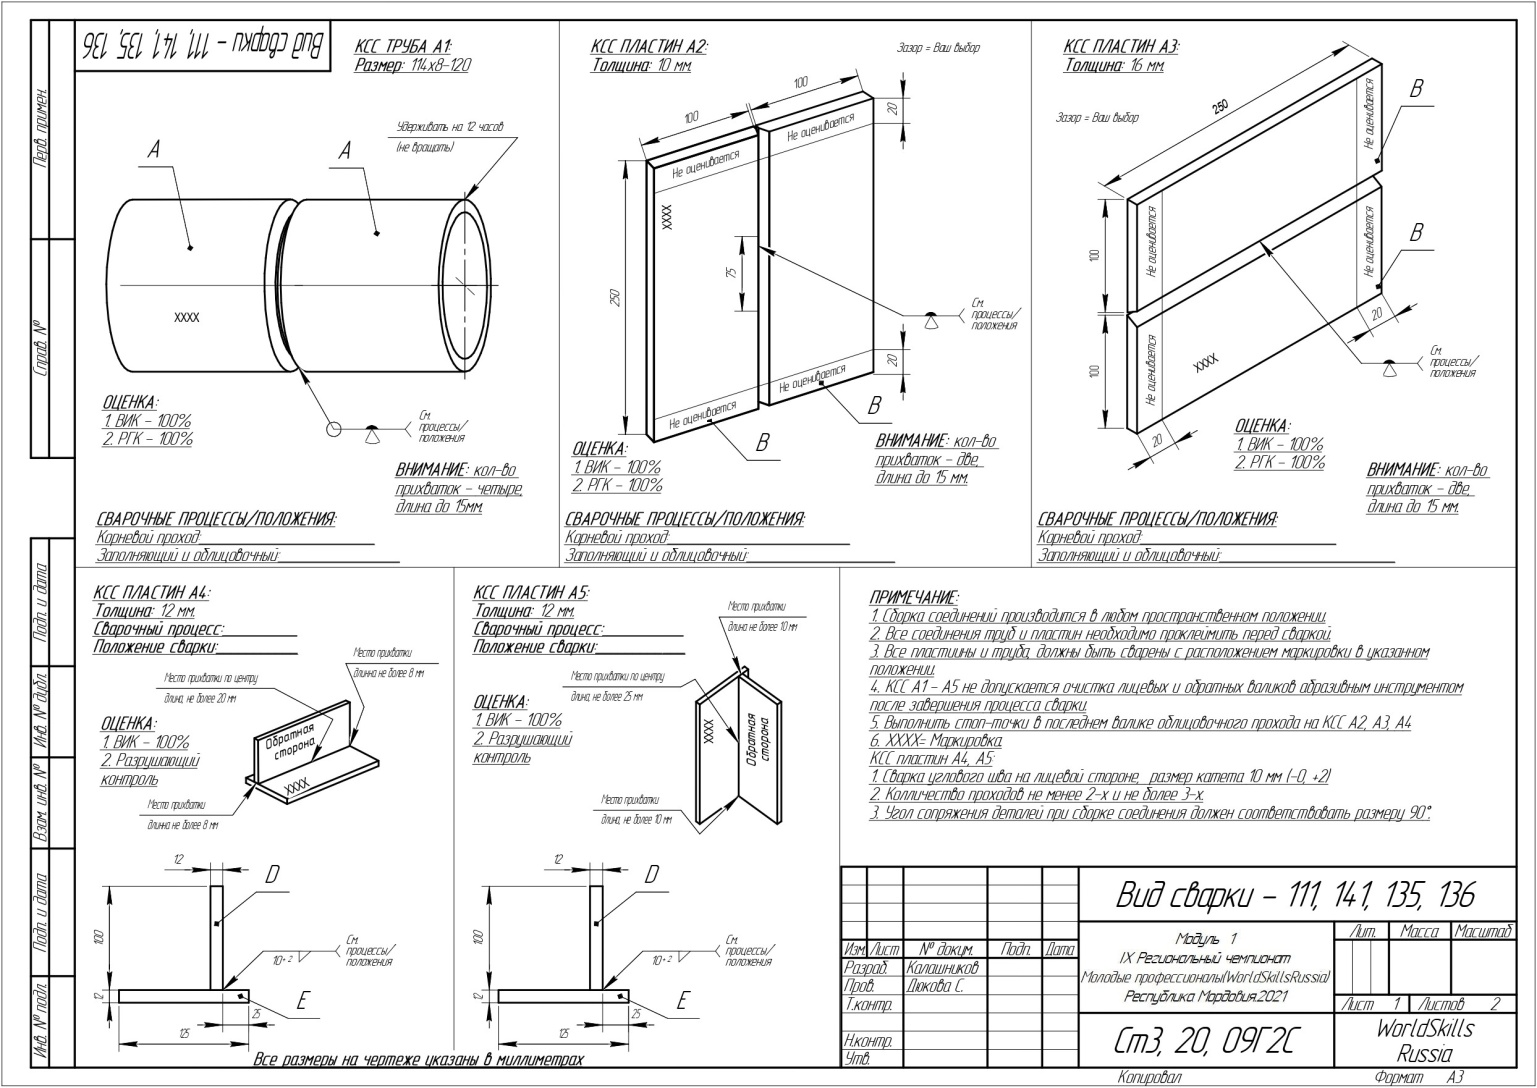 Вид сварки – 111, 141, 135, 136
Перв. примен.
Справ. №
Подп. и дата
Инв. № дубл.
Взам. инв. №
Подп. и дата
Инв. № подл.
КСС ТРУБА А1:
Размер: 114х8-120
Удерживать на 12 часов
(не вращать)
А
А
ХХХХ
ОЦЕНКА:
1. ВИК – 100%
2. РГК – 100%
См.
процессы/
положения
ВНИМАНИЕ: кол-во
прихваток – четыре,
длина до 15мм.
СВАРОЧНЫЕ ПРОЦЕССЫ/ПОЛОЖЕНИЯ:
Корневой проход:
Заполняющий и облицовочный:
КСС ПЛАСТИН А2:
Толщина: 10 мм.
Зазор = Ваш выбор
100
100
20
Не оценивается
Не оценивается
ХХХХ
75
250
См.
процессы/
положения
20
Не оценивается
Не оценивается
В
В
ОЦЕНКА:
1. ВИК – 100%
2. РГК – 100%
ВНИМАНИЕ: кол-во
прихваток – две,
длина до 15 мм.
СВАРОЧНЫЕ ПРОЦЕССЫ/ПОЛОЖЕНИЯ:
Корневой проход:
Заполняющий и облицовочный:
КСС ПЛАСТИН А3:
Толщина: 16 мм.
Зазор = Ваш выбор
250
В
Не оценивается
Не оценивается
100
В
Не оценивается
20
100
Не оценивается
ХХХХ
20
См.
процессы/
положения
ОЦЕНКА:
1. ВИК – 100%
2. РГК – 100%
ВНИМАНИЕ: кол-во
прихваток – две,
длина до 15 мм.
СВАРОЧНЫЕ ПРОЦЕССЫ/ПОЛОЖЕНИЯ:
Корневой проход:
Заполняющий и облицовочный:
КСС ПЛАСТИН А4:
Толщина: 12 мм.
Сварочный процесс:
Положение сварки:
Место прихватки
длинна не более 8 мм
Место прихватки по центру
длина, не более 20 мм
ОЦЕНКА:
1. ВИК – 100%
2. Разрушающий
контроль
Обратная
сторона
ХХХХ
Место прихватки
длинна не более 8 мм
12
D
100
10+2
См.
процессы/
положения
12
E
25
125
КСС ПЛАСТИН А5:
Толщина: 12 мм.
Сварочный процесс:
Положение сварки:
Место прихватки
длина не более 10 мм
Место прихватки по центру
длина, не более 25 мм
ОЦЕНКА:
1. ВИК – 100%
2. Разрушающий
контроль
ХХХХ
Обратная
сторона
Место прихватки
длина, не более 10 мм
12
D
100
10+2
См.
процессы/
положения
12
E
25
125
Все размеры на чертеже указаны в миллиметрах
ПРИМЕЧАНИЕ:
1. Сборка соединений производится в любом пространственном положении.
2. Все соединения труб и пластин необходимо проклеймить перед сваркой.
3. Все пластиины и труба, должны быть сварены с расположением маркировки в указанном
положении.
4. КСС А1 – А5 не допускается очистка лицевых и обратных валиков абразивным инструментом
после завершения процесса сварки.
5. Выполнить стоп-точки в последнем валике облицовочного прохода на КСС А2, А3, А4
6. ХХХХ= Маркировка
КСС пластин А4, А5:
1. Сварка углового шва на лицевой стороне, размер катета 10 мм (-0, +2)
2. Колличество проходов не менее 2-х и не более 3-х.
3. Угол сопряжения деталей при сборке соединения должен соответствовать размеру 90°.
Вид сварки – 111, 141, 135, 136
Изм. Лист № докум. Подп. Дата
Разраб. Калашников
Пров. Дюкова С.
Т.контр.
Н.контр.
Утв.
Модуль 1
IX Региональный чемпионат
Молодые профессионалы(WorldSkillsRussia)
Республика Мордовия.2021
Лит. Масса Масштаб
Лист 1 Листов 2
Ст3, 20, 09Г2С
WorldSkills
Russia
Копировал Формат А3